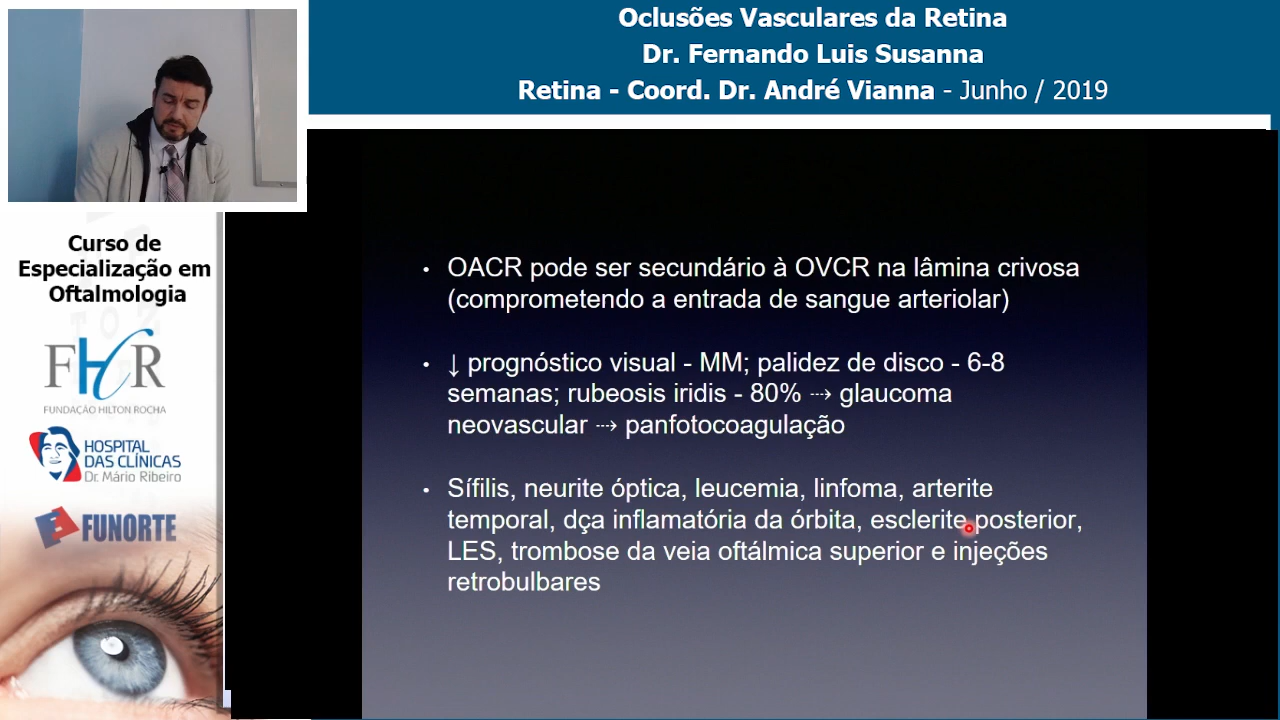 Oclusões Vasculares da Retina
Dr. Fernando Luis Susanna
Retina - Coord. Dr. André Vianna - Junho / 2019
Curso de
Especialização em
Oftalmologia
FHR
FUNDAÇÃO HILTON ROCHA
HOSPITAL
DAS CLÍNICAS
Dr. Mário Ribeiro
FUNORTE
• OACR pode ser secundário à OVCR na lâmina crivosa
(comprometendo a entrada de sangue arteriolar)
• ↓ prognóstico visual - MM; palidez de disco - 6-8
semanas; rubeosis iridis - 80% ⤏ glaucoma
neovascular ⤏ panfotocoagulação
• Sífilis, neurite óptica, leucemia, linfoma, arterite
temporal, dça inflamatória da órbita, esclerite posterior,
LES, trombose da veia oftálmica superior e injeções
retrobulbares